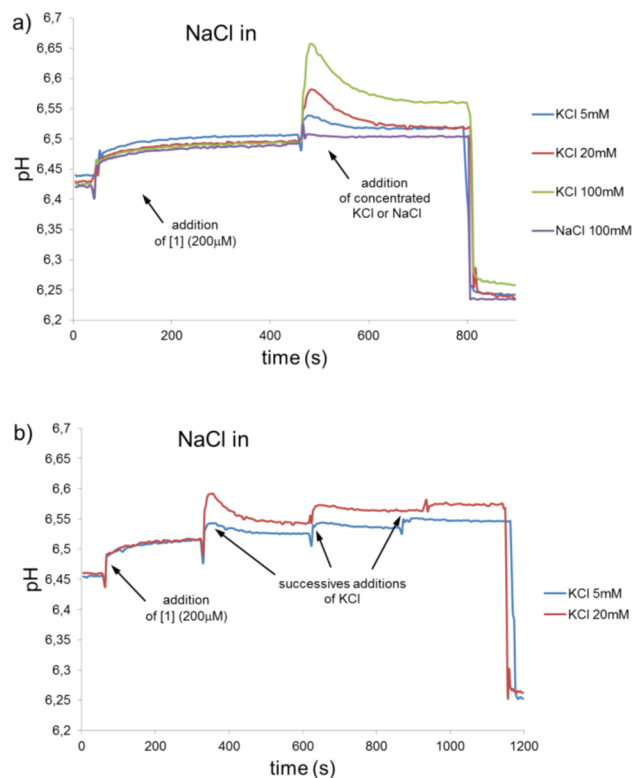 a)
NaCl in
6,7
6,65
6,6
6,55
6,5
6,45
6,4
6,35
6,3
6,25
6,2
pH
addition
of [1] (200µM)
addition
of concentrated
KCl or NaCl
KCl 5mM
KCl 20mM
KCl 100mM
NaCl 100mM
0
200
400
600
800
time (s)
b)
NaCl in
6,7
6,65
6,6
6,55
6,5
6,45
6,4
6,35
6,3
6,25
6,2
pH
addition
of [1] (200µM)
successives additions
of KCl
KCl 5mM
KCl 20mM
0
200
400
600
800
1000
1200
time (s)